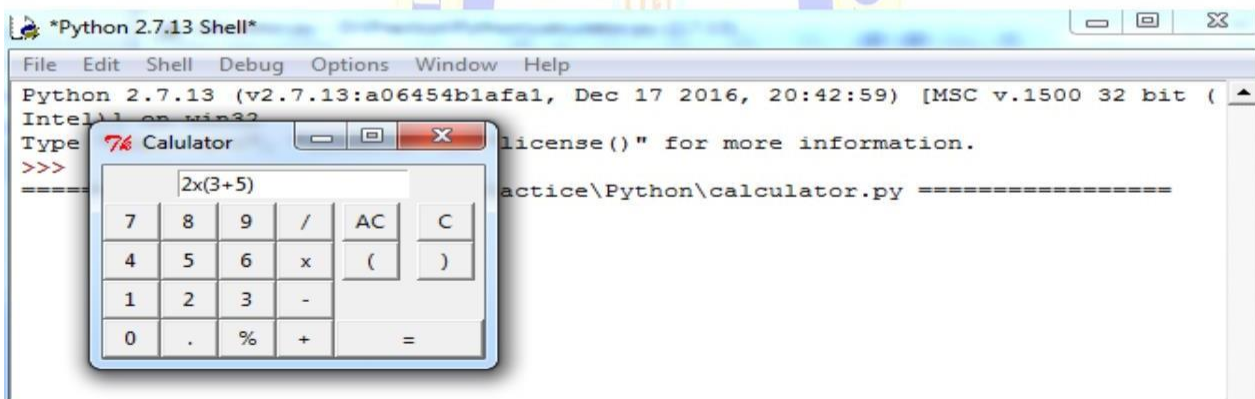 *Python 2.7.13 Shell*
File Edit Shell Debug Options Window Help
Python 2.7.13 (v2.7.13:a06454b1afa1, Dec 17 2016, 20:42:59) [MSC v.1500 32 bit (
Intel)] on win32
Type license()" for more information.
>>>
===== actice\Python\calculator.py =================
Calulator
2x(3+5)
7 8 9 / AC C
4 5 6 x ( )
1 2 3 -
0 . % + =